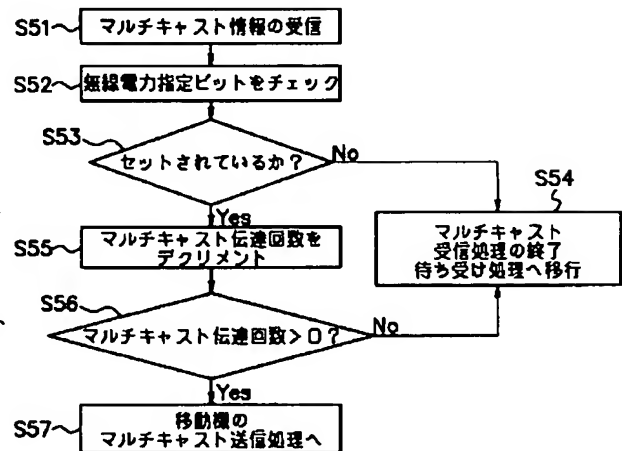 S51
マルチキャスト情報の受信
S52
無線電力指定ビットをチェック
S53
セットされているか?
No
S54
マルチキャスト
受信処理の終了
待ち受け処理へ移行
Yes
S55
マルチキャスト伝達回数を
デクリメント
S56
マルチキャスト伝達回数>0?
No
Yes
S57
移動機の
マルチキャスト送信処理へ